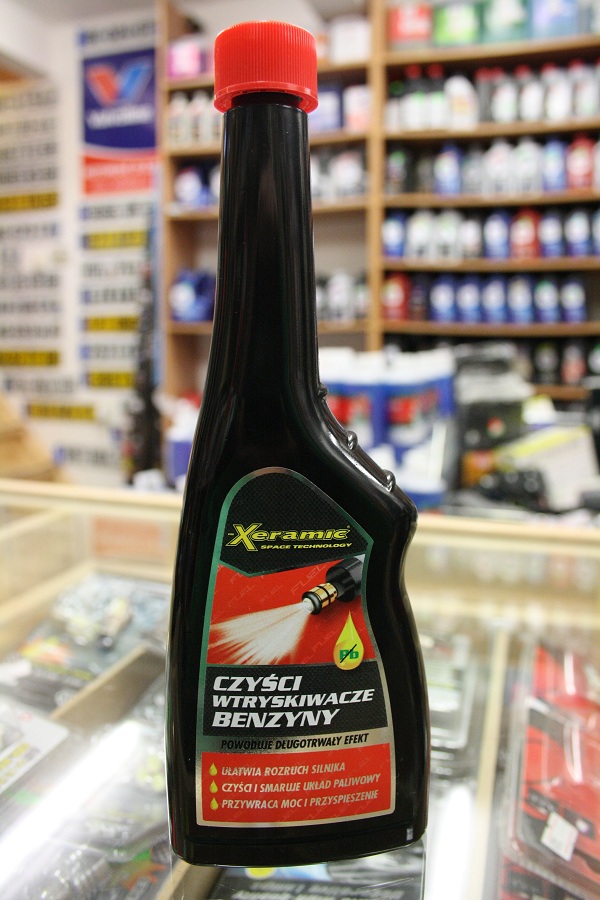 Xeramic
SPACE TECHNOLOGY
Pb
CZYŚCI
WTRYSKIWACZE
BENZYNY
POWODUJE DŁUGOTRWAŁY EFEKT
UŁATWIA ROZRUCH SILNIKA
CZYŚCI I SMARUJE UKŁAD PALIWOWY
PRZYWRACA MOC I PRZYSPIESZENIE